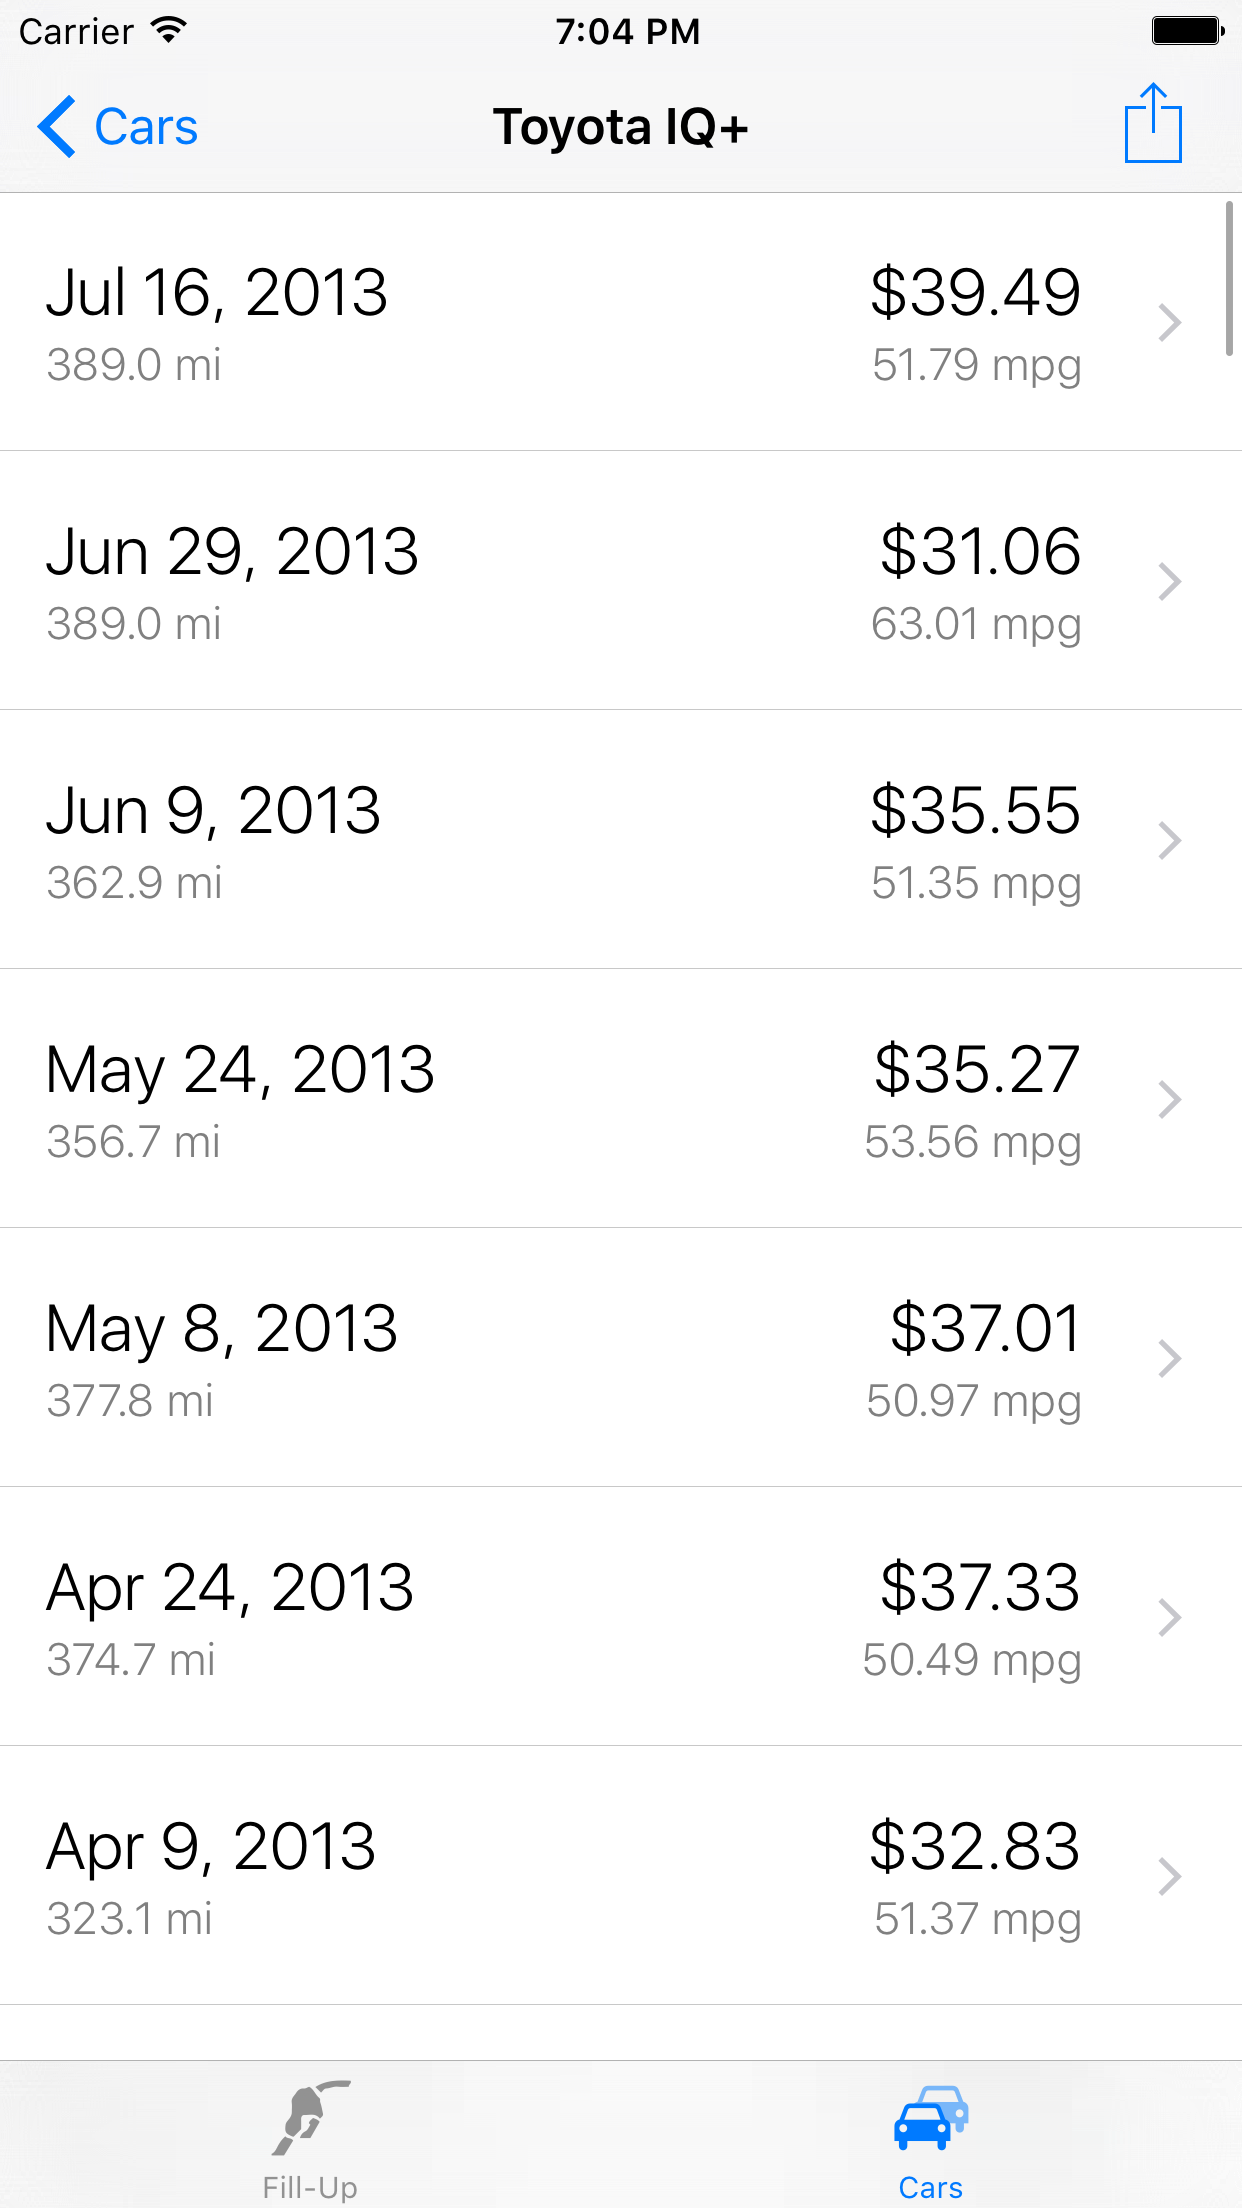 Carrier 7:04 PM
Cars Toyota IQ+
Jul 16, 2013 $39.49
389.0 mi 51.79 mpg
Jun 29, 2013 $31.06
389.0 mi 63.01 mpg
Jun 9, 2013 $35.55
362.9 mi 51.35 mpg
May 24, 2013 $35.27
356.7 mi 53.56 mpg
May 8, 2013 $37.01
377.8 mi 50.97 mpg
Apr 24, 2013 $37.33
374.7 mi 50.49 mpg
Apr 9, 2013 $32.83
323.1 mi 51.37 mpg
Fill-Up Cars